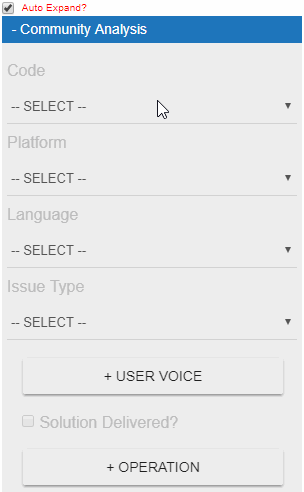 Auto Expand?
- Community Analysis
Code
-- SELECT --
Platform
-- SELECT --
Language
-- SELECT --
Issue Type
-- SELECT --
+ USER VOICE
Solution Delivered?
+ OPERATION